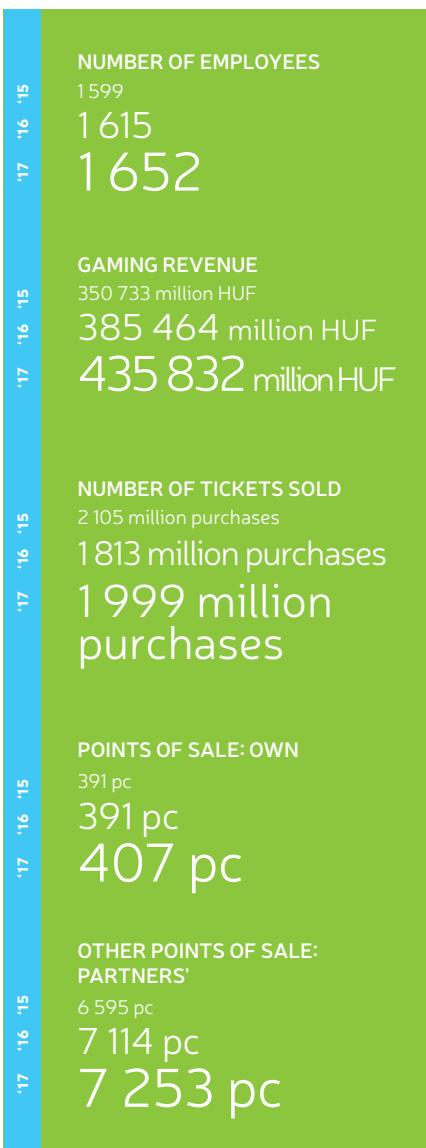 NUMBER OF EMPLOYEES
'15 1 599
'16 1 615
'17 1 652
GAMING REVENUE
'15 350 733 million HUF
'16 385 464 million HUF
'17 435 832 million HUF
NUMBER OF TICKETS SOLD
'15 2 105 million purchases
'16 1 813 million purchases
'17 1 999 million
purchases
POINTS OF SALE: OWN
'15 391 pc
'16 391 pc
'17 407 pc
OTHER POINTS OF SALE:
PARTNERS'
'15 6 595 pc
'16 7 114 pc
'17 7 253 pc